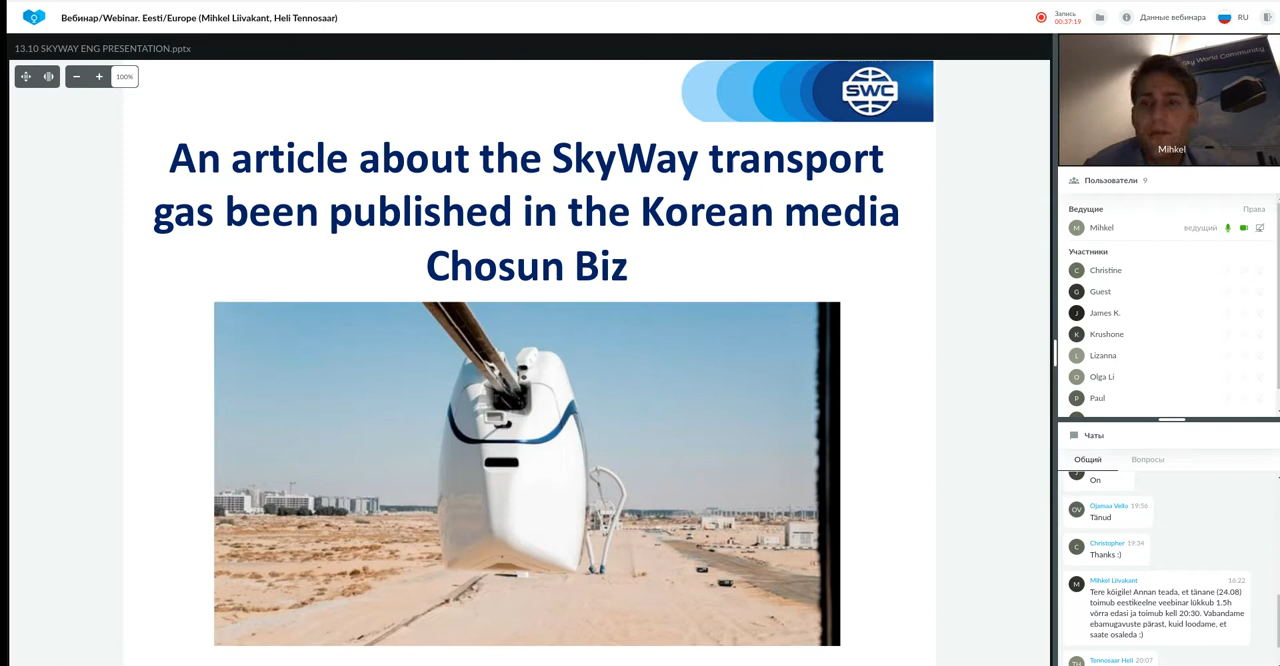 Вебинар/Webinar. Eesti/Europe (Mihkel Liivakant, Heli Tennosaar)
Запись
00:37:19
Данные вебинара
RU
13.10 SKYWAY ENG PRESENTATION.pptx
100%
SWC
An article about the SkyWay transport
gas been published in the Korean media
Chosun Biz
Sky World Community
Mihkel
Пользователи 9
Ведущие Права
M Mihkel ведущий
Участники
C Christine
G Guest
J James K.
K Krushone
L Lizanna
O Olga Li
P Paul
Чаты
Общий Вопросы
On
OV Ojamaa Vello 19:56
Tänud
C Christopher 19:34
Thanks :)
M Mihkel Liivakant 16:22
Tere kõigile! Annan teada, et tänane (24.08)
toimub eestikeelne veebinar lükkub 1.5h
võrra edasi ja toimub kell 20:30. Vabandame
ebamugavuste pärast, kuid loodame, et
saate osaleda :)
TH Tennosaar Heli 20:07